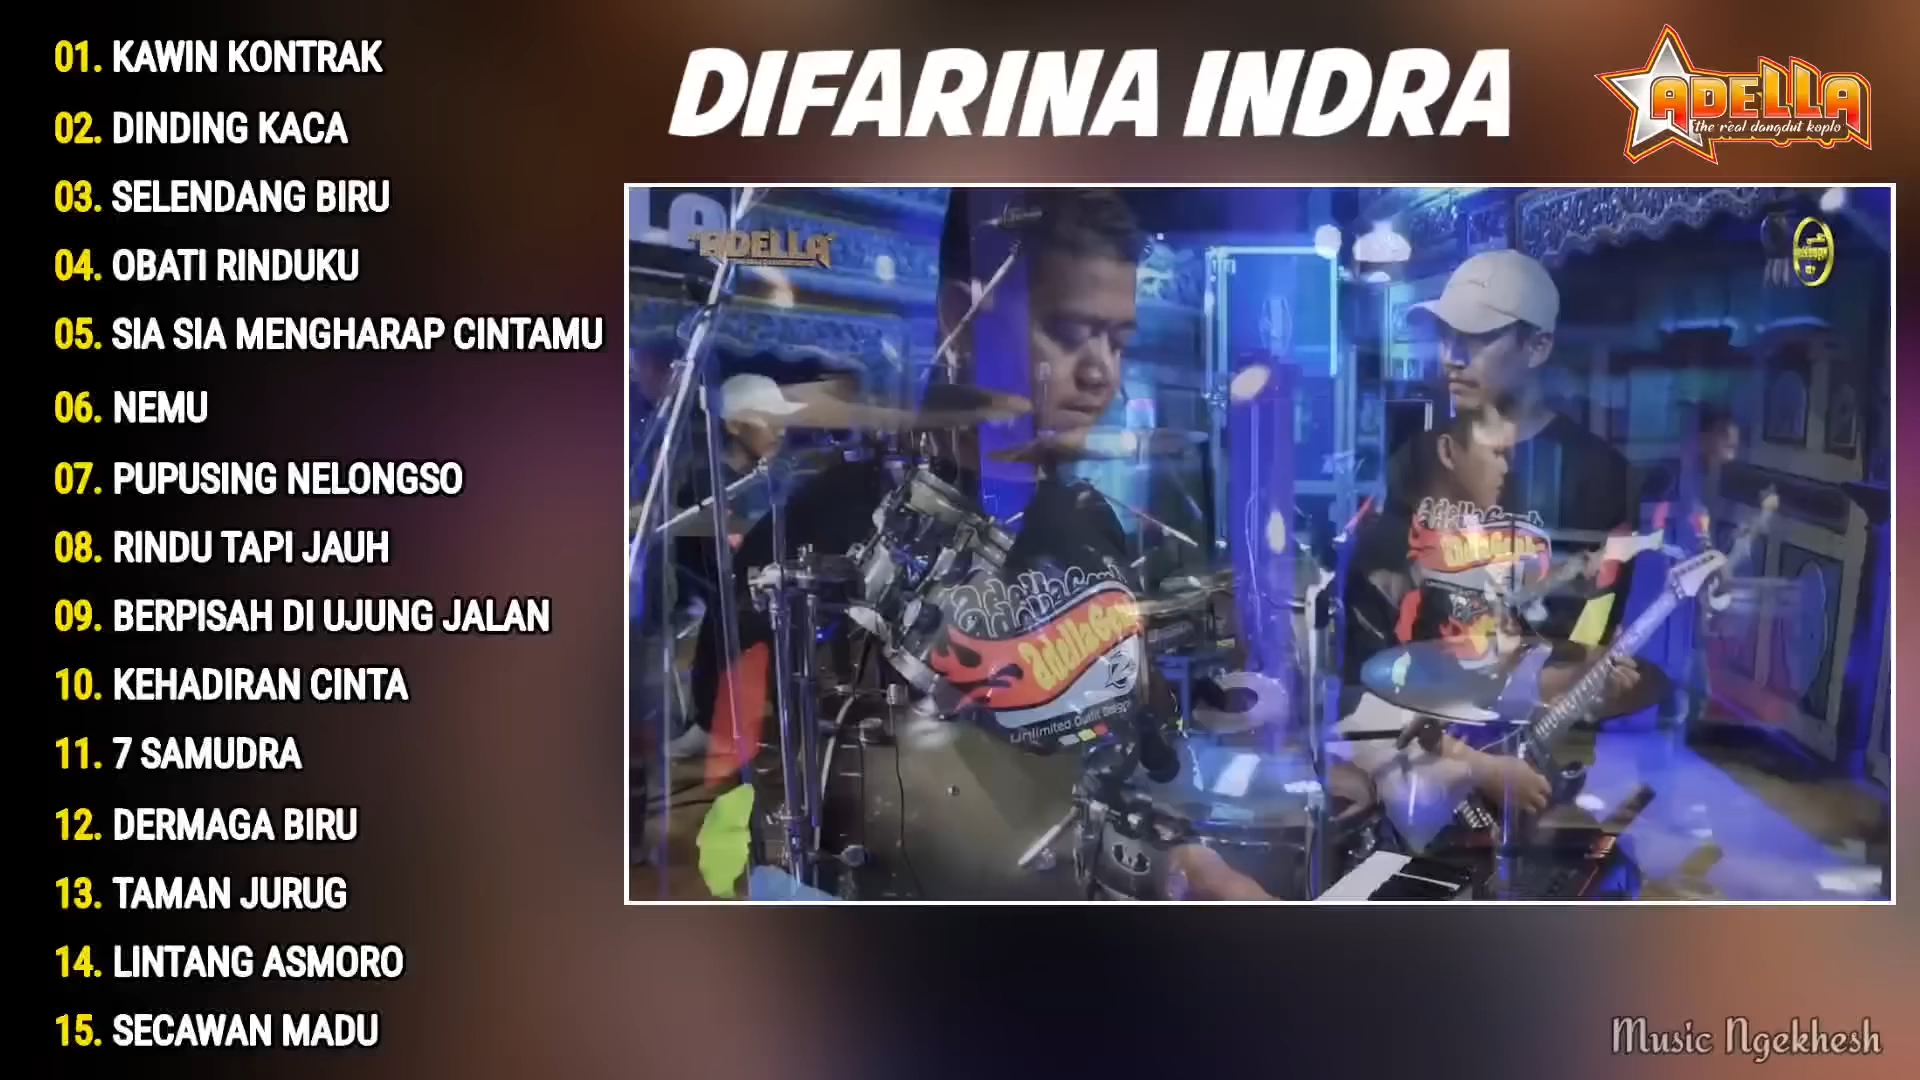 01. KAWIN KONTRAK
02. DINDING KACA
03. SELENDANG BIRU
04. OBATI RINDUKU
05. SIA SIA MENGHARAP CINTAMU
06. NEMU
07. PUPUSING NELONGSO
08. RINDU TAPI JAUH
09. BERPISAH DI UJUNG JALAN
10. KEHADIRAN CINTA
11. 7 SAMUDRA
12. DERMAGA BIRU
13. TAMAN JURUG
14. LINTANG ASMORO
15. SECAWAN MADU
DIFARINA INDRA
ADELLA
the real dangdut koplo
LA
ADELLA
Unlimited Outfit
Music Ngekhesh